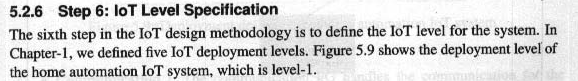 5.2.6 Step 6: IoT Level Specification
The sixth step in the IoT design methodology is to define the IoT level for the system. In
Chapter-1, we defined five IoT deployment levels. Figure 5.9 shows the deployment level of
the home automation IoT system, which is level-1.